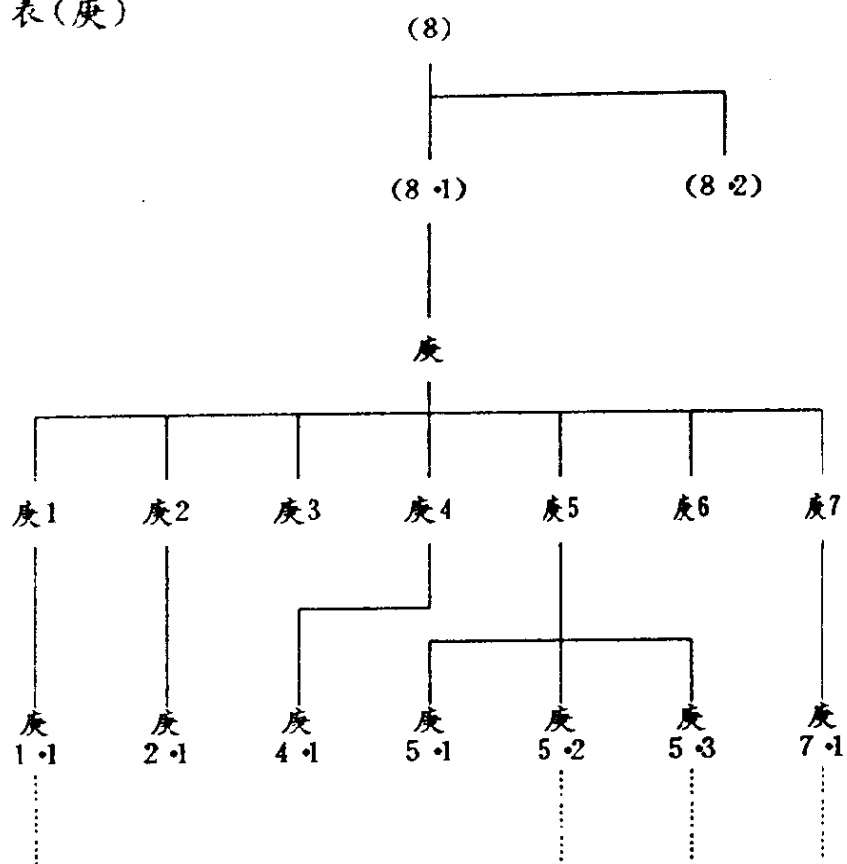 表(庚)
(8)
(8·1) (8·2)
庚
庚1 庚2 庚3 庚4 庚5 庚6 庚7
庚 庚 庚 庚 庚 庚 庚
1·1 2·1 4·1 5·1 5·2 5·3 7·1